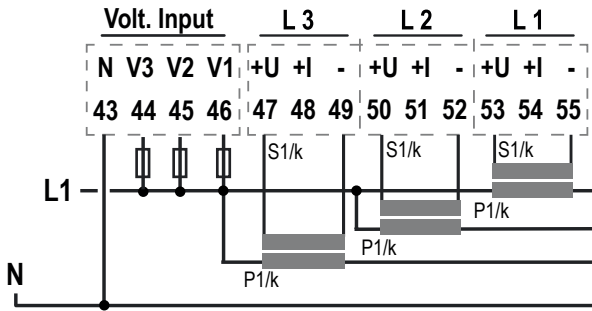 Volt. Input L 3 L 2 L 1
N V3 V2 V1 +U +I - +U +I - +U +I -
43 44 45 46 47 48 49 50 51 52 53 54 55
S1/k S1/k S1/k
L1
P1/k
P1/k
P1/k
N